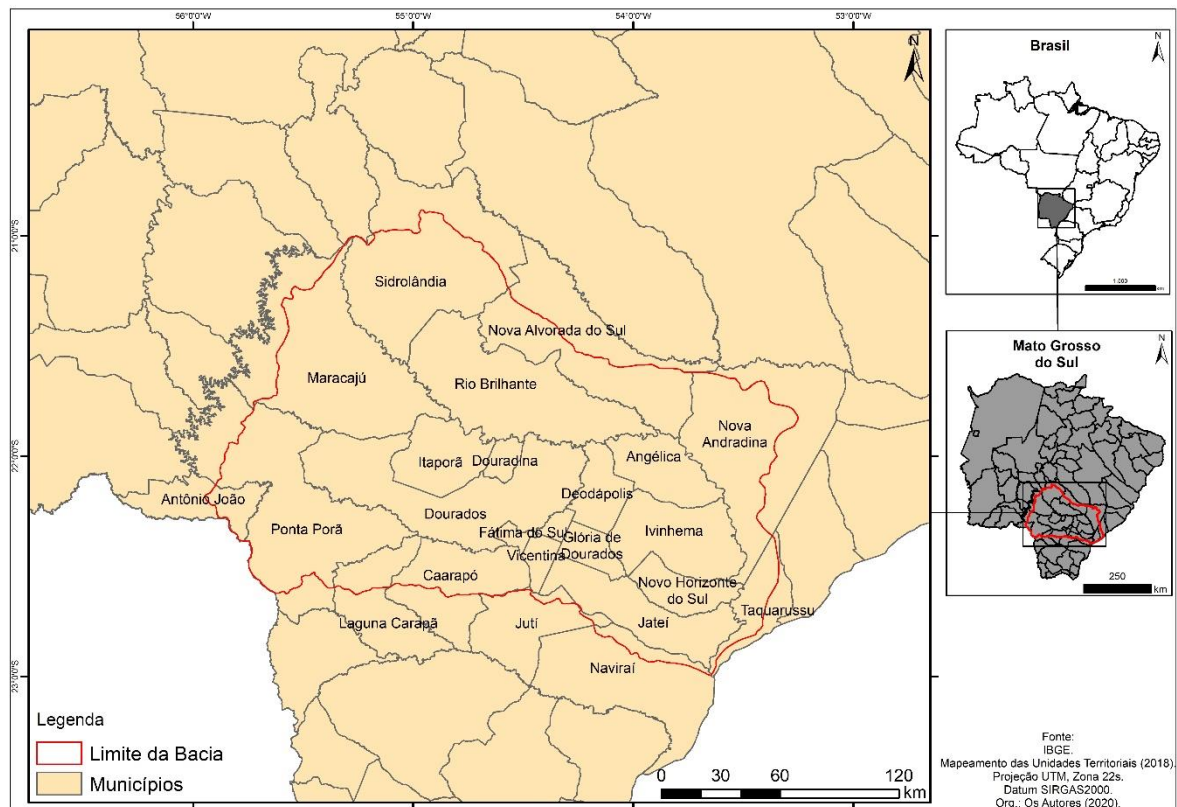 56°0'0"W
55°0'0"W
54°0'0"W
53°0'0"W
N
21°0'0"S
22°0'0"S
23°0'0"S
Sidrolândia
Nova Alvorada do Sul
Maracajú
Rio Brilhante
Nova
Andradina
Itaporã
Douradina
Angélica
Antônio João
Deodápolis
Ponta Porã
Dourados
Fátima do Sul
Glória de
Dourados
Ivinhema
Vicentina
Caarapó
Novo Horizonte
do Sul
Laguna Carapã
Jutí
Jateí
Taquarussu
Naviraí
Legenda
Limite da Bacia
Municípios
0 15 30 60 90 120
km
Brasil
N
km
Mato Grosso
do Sul
N
250
km
Fonte:
IBGE.
Mapeamento das Unidades Territoriais (2018).
Projeção UTM, Zona 22s.
Datum SIRGAS2000.
Org.: Os Autores (2020).